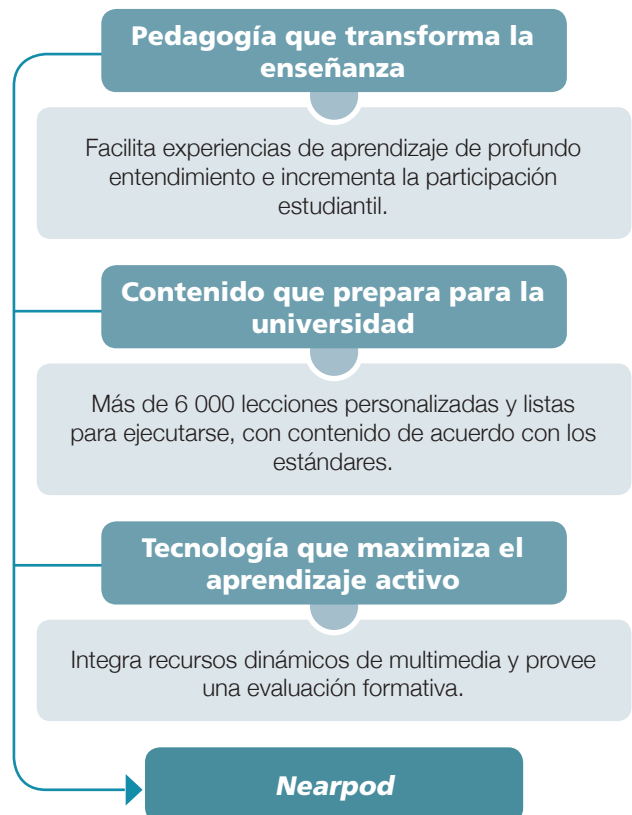 Pedagogía que transforma la
enseñanza
Facilita experiencias de aprendizaje de profundo
entendimiento e incrementa la participación
estudiantil.
Contenido que prepara para la
universidad
Más de 6 000 lecciones personalizadas y listas
para ejecutarse, con contenido de acuerdo con los
estándares.
Tecnología que maximiza el
aprendizaje activo
Integra recursos dinámicos de multimedia y provee
una evaluación formativa.
Nearpod